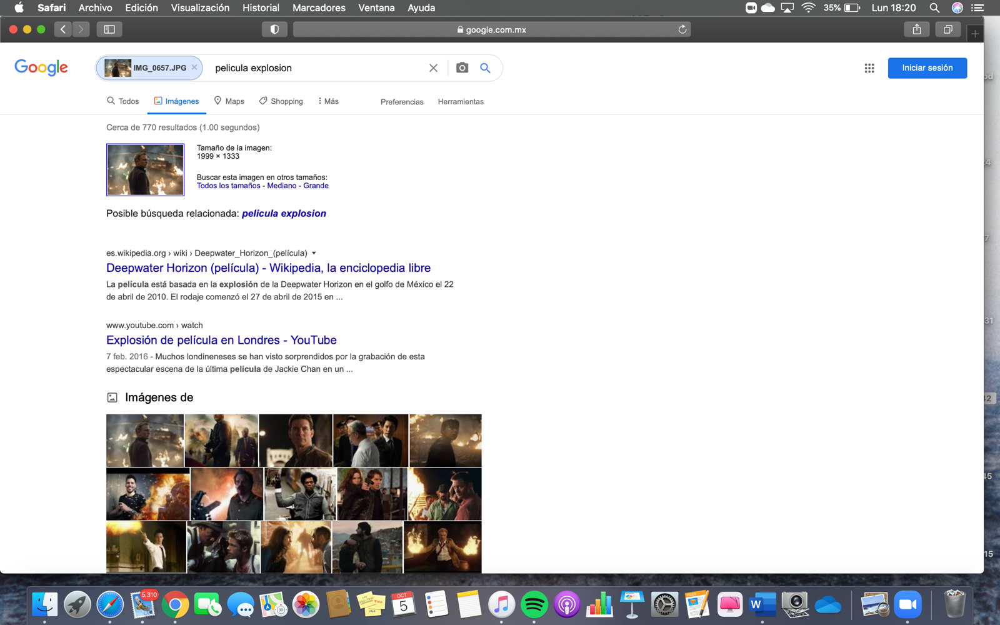 Safari Archivo Edición Visualización Historial Marcadores Ventana Ayuda 35% Lun 18:20
google.com.mx
Google IMG_0657.JPG pelicula explosion Iniciar sesión
Todos Imágenes Maps Shopping Más Preferencias Herramientas
Cerca de 770 resultados (1.00 segundos)
Tamaño de la imagen:
1999 × 1333
Buscar esta imagen en otros tamaños:
Todos los tamaños - Mediano - Grande
Posible búsqueda relacionada: pelicula explosion
es.wikipedia.org › wiki › Deepwater_Horizon_(película)
Deepwater Horizon (película) - Wikipedia, la enciclopedia libre
La película está basada en la explosión de la Deepwater Horizon en el golfo de México el 22
de abril de 2010. El rodaje comenzó el 27 de abril de 2015 en ...
www.youtube.com › watch
Explosión de película en Londres - YouTube
7 feb. 2016 - Muchos londineneses se han visto sorprendidos por la grabación de esta
espectacular escena de la última película de Jackie Chan en un ...
Imágenes de
5,310
OCT
5
W